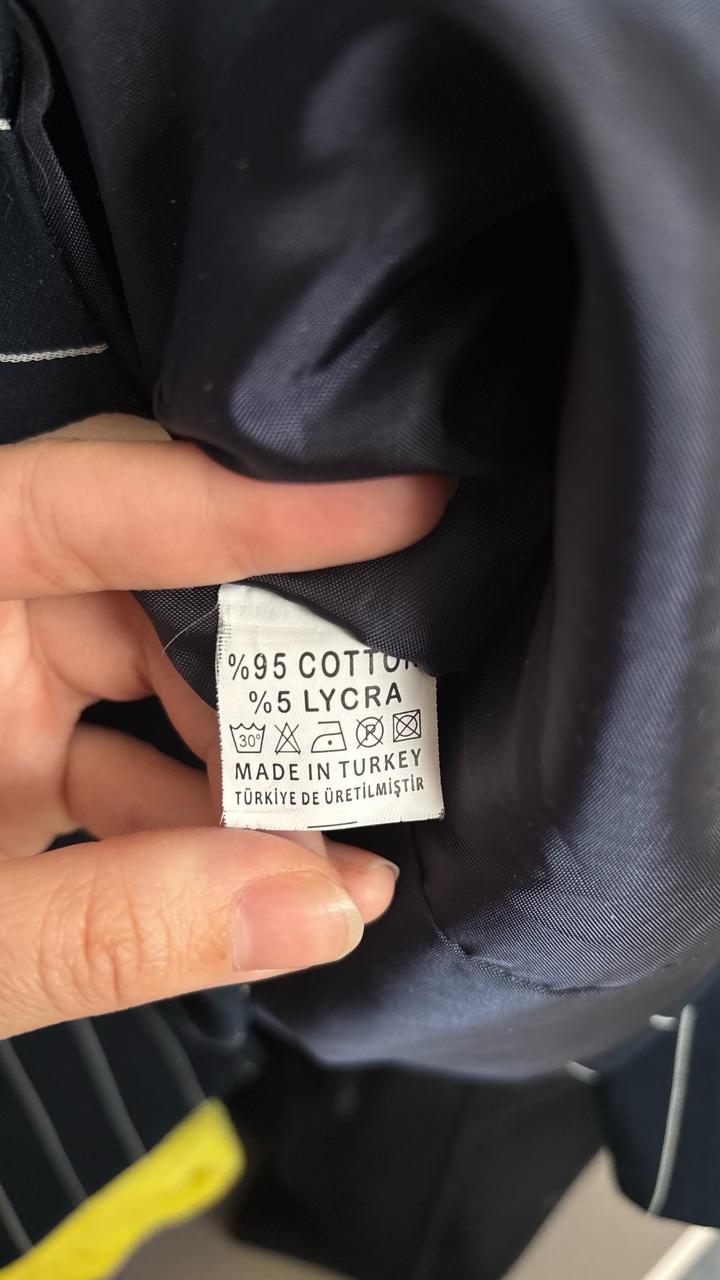 %95 COTTON
%5 LYCRA
30°
P
MADE IN TURKEY
TÜRKİYE DE ÜRETİLMİŞTİR